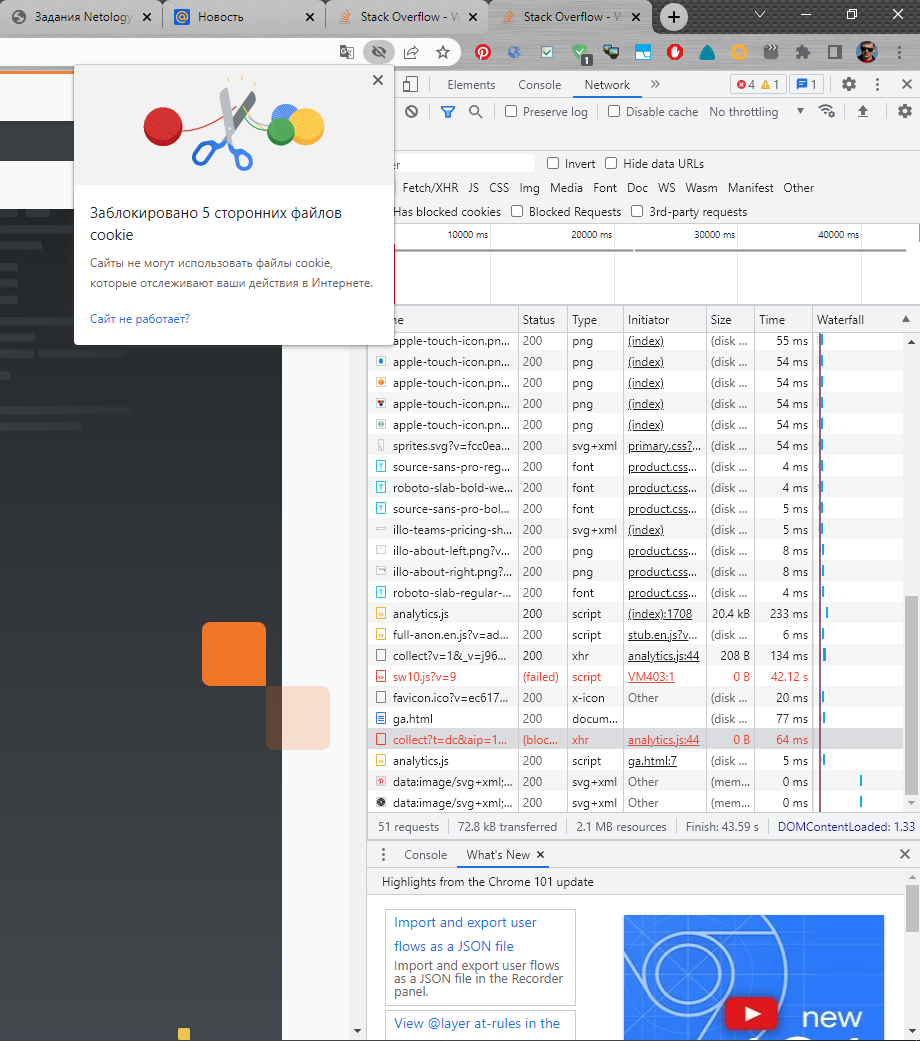 Задания Netology
Новость
Stack Overflow - W
Stack Overflow - W
1
Elements Console Network 4 1 1
Preserve log Disable cache No throttling
Invert Hide data URLs
Fetch/XHR JS CSS Img Media Font Doc WS Wasm Manifest Other
Has blocked cookies Blocked Requests 3rd-party requests
Заблокировано 5 сторонних файлов
cookie
Сайты не могут использовать файлы cookie,
которые отслеживают ваши действия в Интернете.
Сайт не работает?
10000 ms 20000 ms 30000 ms 40000 ms
Status Type Initiator Size Time Waterfall
apple-touch-icon.pn... 200 png (index) (disk ... 55 ms
apple-touch-icon.pn... 200 png (index) (disk ... 54 ms
apple-touch-icon.pn... 200 png (index) (disk ... 54 ms
apple-touch-icon.pn... 200 png (index) (disk ... 54 ms
apple-touch-icon.pn... 200 png (index) (disk ... 54 ms
sprites.svg?v=fcc0ea... 200 svg+xml primary.css?... (disk ... 54 ms
source-sans-pro-reg... 200 font product.css... (disk ... 4 ms
roboto-slab-bold-we... 200 font product.css... (disk ... 4 ms
source-sans-pro-bol... 200 font product.css... (disk ... 5 ms
illo-teams-pricing-sh... 200 svg+xml (index) (disk ... 5 ms
illo-about-left.png?v... 200 png product.css... (disk ... 8 ms
illo-about-right.png?... 200 png product.css... (disk ... 8 ms
roboto-slab-regular-... 200 font product.css... (disk ... 4 ms
analytics.js 200 script (index):1708 20.4 kB 233 ms
full-anon.en.js?v=ad... 200 script stub.en.js?v... (disk ... 6 ms
collect?v=1&_v=j96... 200 xhr analytics.js:44 208 B 134 ms
sw10.js?v=9 (failed) script VM403:1 0 B 42.12 s
favicon.ico?v=ec617... 200 x-icon Other (disk ... 20 ms
ga.html 200 docum... (disk ... 77 ms
collect?t=dc&aip=1... (bloc... xhr analytics.js:44 0 B 64 ms
analytics.js 200 script ga.html:7 (disk ... 5 ms
data:image/svg+xml;... 200 svg+xml Other (mem... 0 ms
data:image/svg+xml;... 200 svg+xml Other (mem... 0 ms
51 requests 72.8 kB transferred 2.1 MB resources Finish: 43.59 s DOMContentLoaded: 1.33
Console What's New
Highlights from the Chrome 101 update
Import and export user
flows as a JSON file
Import and export user flows
as a JSON file in the Recorder
panel.
View @layer at-rules in the
new